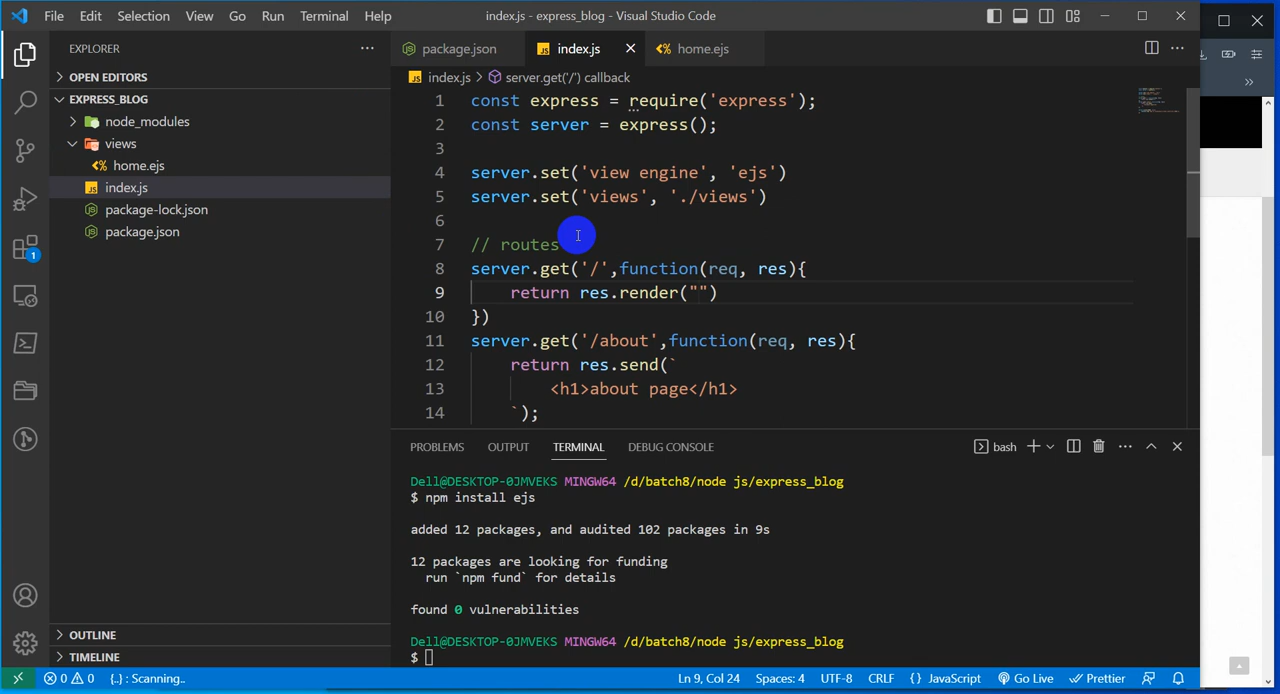 File Edit Selection View Go Run Terminal Help index.js - express_blog - Visual Studio Code
EXPLORER
OPEN EDITORS
EXPRESS_BLOG
node_modules
views
home.ejs
index.js
package-lock.json
package.json
OUTLINE
TIMELINE
1
package.json index.js home.ejs
index.js > server.get('/') callback
1 const express = require('express');
2 const server = express();
3
4 server.set('view engine', 'ejs')
5 server.set('views', './views')
6
7 // routes
8 server.get('/',function(req, res){
9 return res.render("")
10 })
11 server.get('/about',function(req, res){
12 return res.send(`
13 <h1>about page</h1>
14 `);
PROBLEMS OUTPUT TERMINAL DEBUG CONSOLE bash
Dell@DESKTOP-0JMVEKS MINGW64 /d/batch8/node js/express_blog
$ npm install ejs
added 12 packages, and audited 102 packages in 9s
12 packages are looking for funding
run `npm fund` for details
found 0 vulnerabilities
Dell@DESKTOP-0JMVEKS MINGW64 /d/batch8/node js/express_blog
$
0 0 {..} : Scanning.. Ln 9, Col 24 Spaces: 4 UTF-8 CRLF {} JavaScript Go Live Prettier